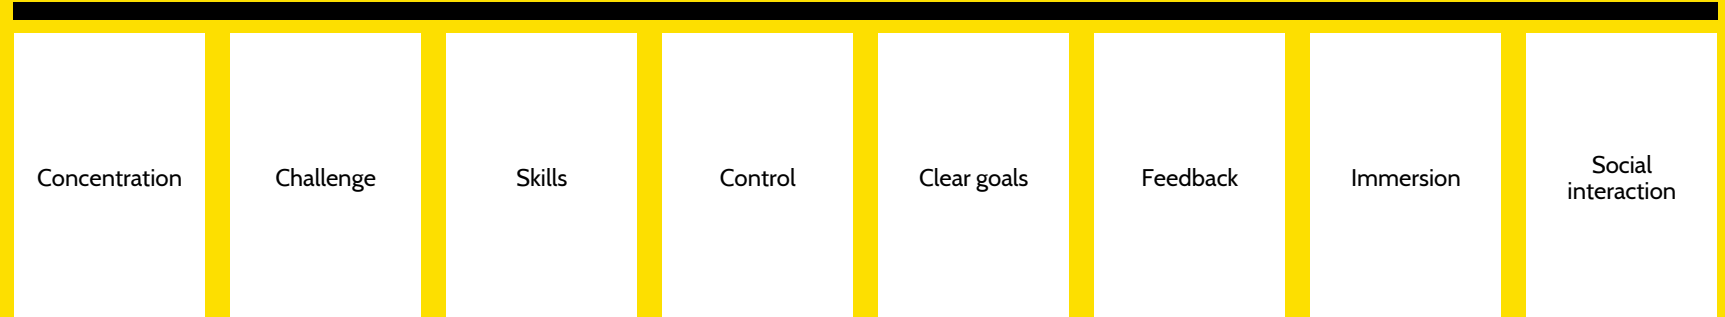 Concentration
Challenge
Skills
Control
Clear goals
Feedback
Immersion
Social
interaction